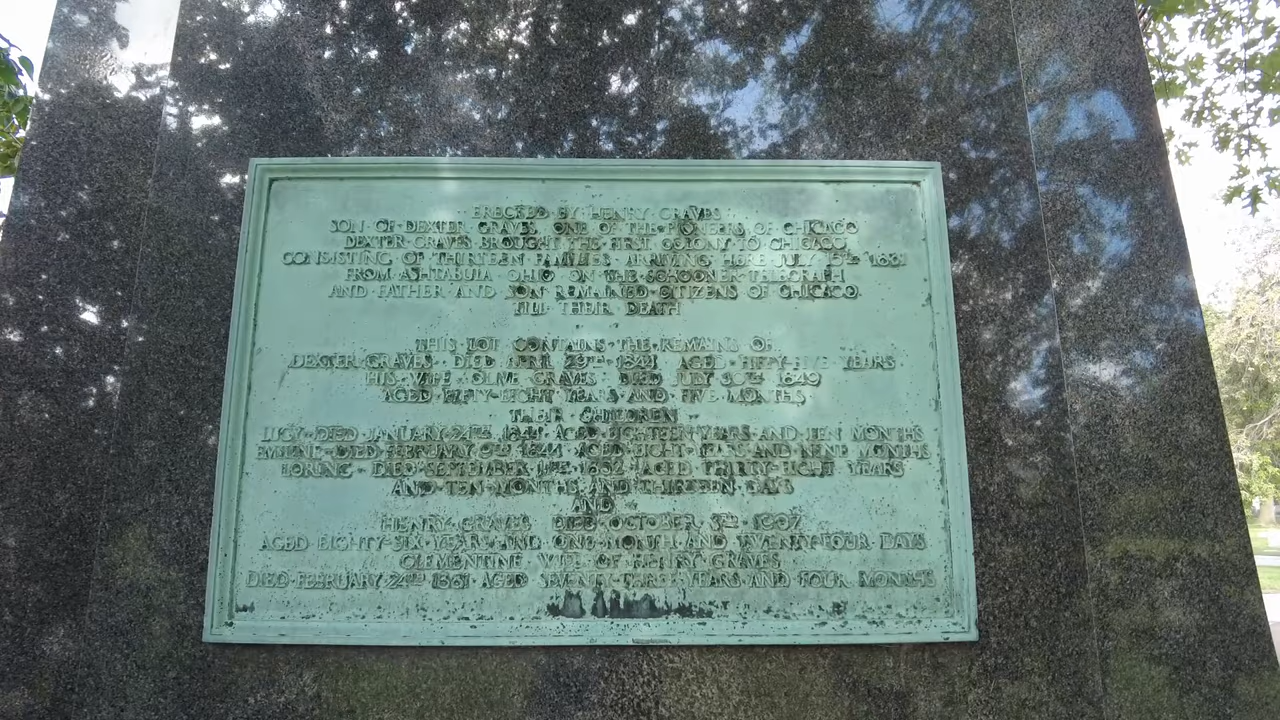 ERECTED BY HENRY GRAVES
SON OF DEXTER GRAVES, ONE OF THE PIONEERS OF CHICAGO
DEXTER GRAVES BROUGHT THE FIRST COLONY TO CHICAGO
CONSISTING OF THIRTEEN FAMILIES ARRIVING HERE JULY 15TH 1831
FROM ASHTABULA OHIO ON THE SCHOONER TELEGRAPH
AND FATHER AND SON REMAINED CITIZENS OF CHICAGO
TILL THEIR DEATH
THIS LOT CONTAINS THE REMAINS OF
DEXTER GRAVES DIED APRIL 29TH AGED FIFTY-FIVE YEARS
HIS WIFE OLIVE GRAVES DIED JULY 30TH 1849
AGED FIFTY-EIGHT YEARS AND FIVE MONTHS
THEIR CHILDREN
LUCY DIED JANUARY 24TH AGED EIGHTEEN YEARS AND TEN MONTHS
DIED FEBRUARY 1844 AGED EIGHT YEARS AND NINE MONTHS
LORING DIED SEPTEMBER 1852 AGED THIRTY-EIGHT YEARS
AND TEN MONTHS AND THIRTEEN DAYS
AND
HENRY GRAVES DIED OCTOBER 1907
AGED EIGHTY-SIX YEARS AND ONE MONTH AND TWENTY-FOUR DAYS
CLEMENTINE WIFE OF HENRY GRAVES
DIED FEBRUARY AGED SEVENTY-THREE YEARS AND FOUR MONTHS